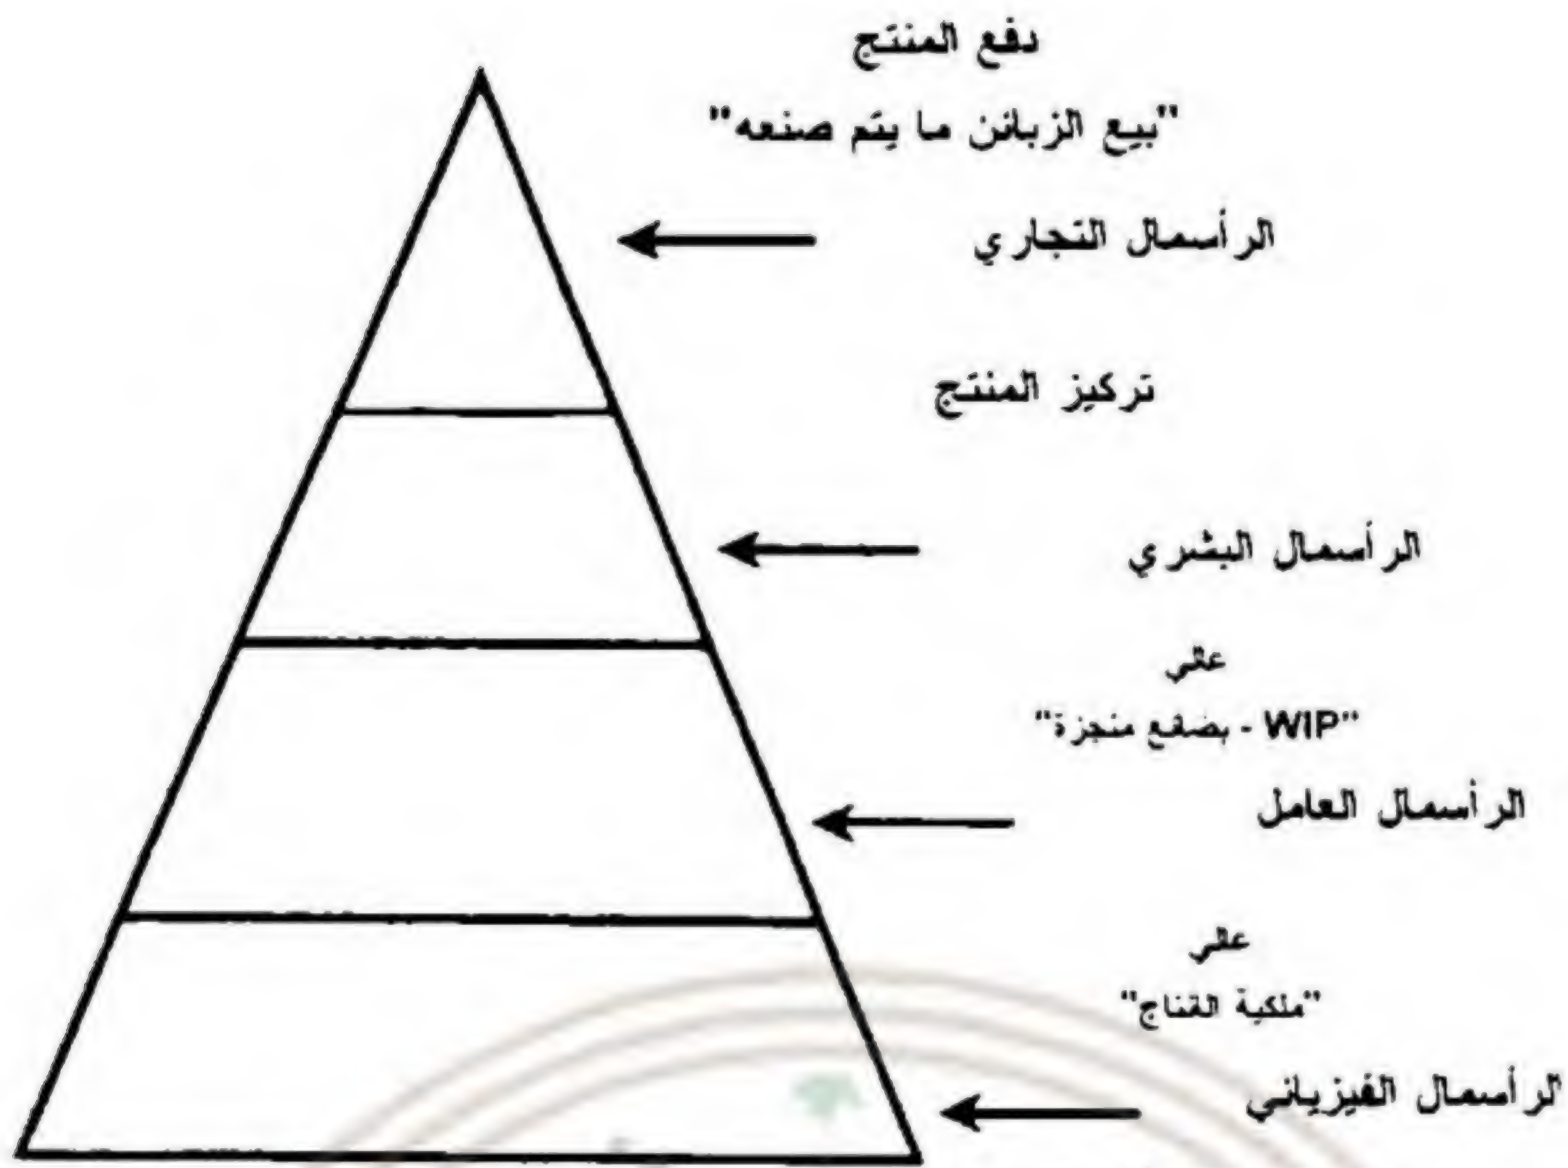 دفع المنتج
"بيع الزبائن ما يتم صنعه"
الرأسمال التجاري
تركيز المنتج
الرأسمال البشري
عالي
"WIP - بضائع منجزة"
الرأسمال العامل
عالي
"ملكية
الرأسمال الفيزيائي